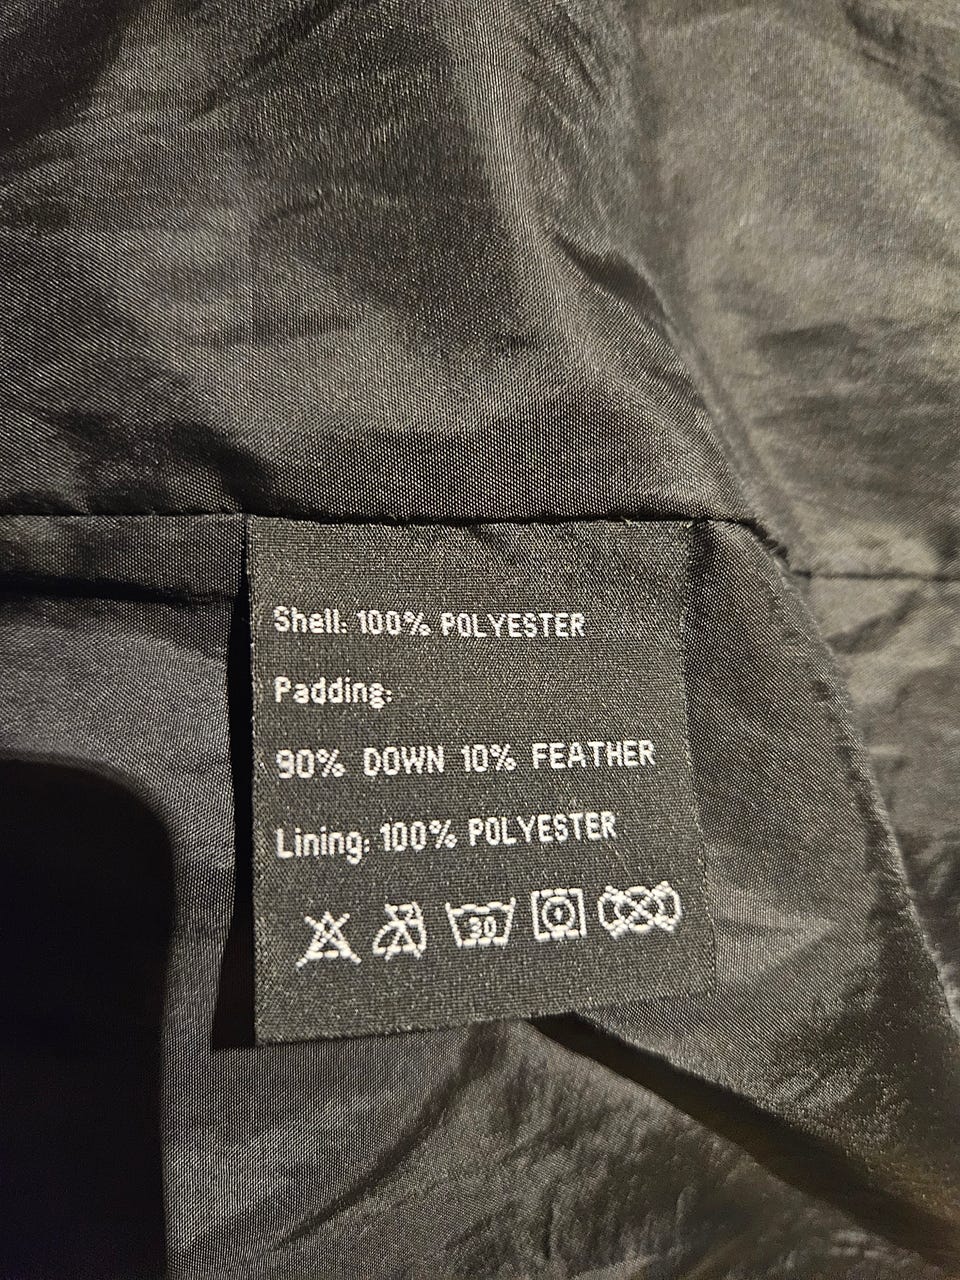 Shell: 100% POLYESTER
Padding:
90% DOWN 10% FEATHER
Lining: 100% POLYESTER
30